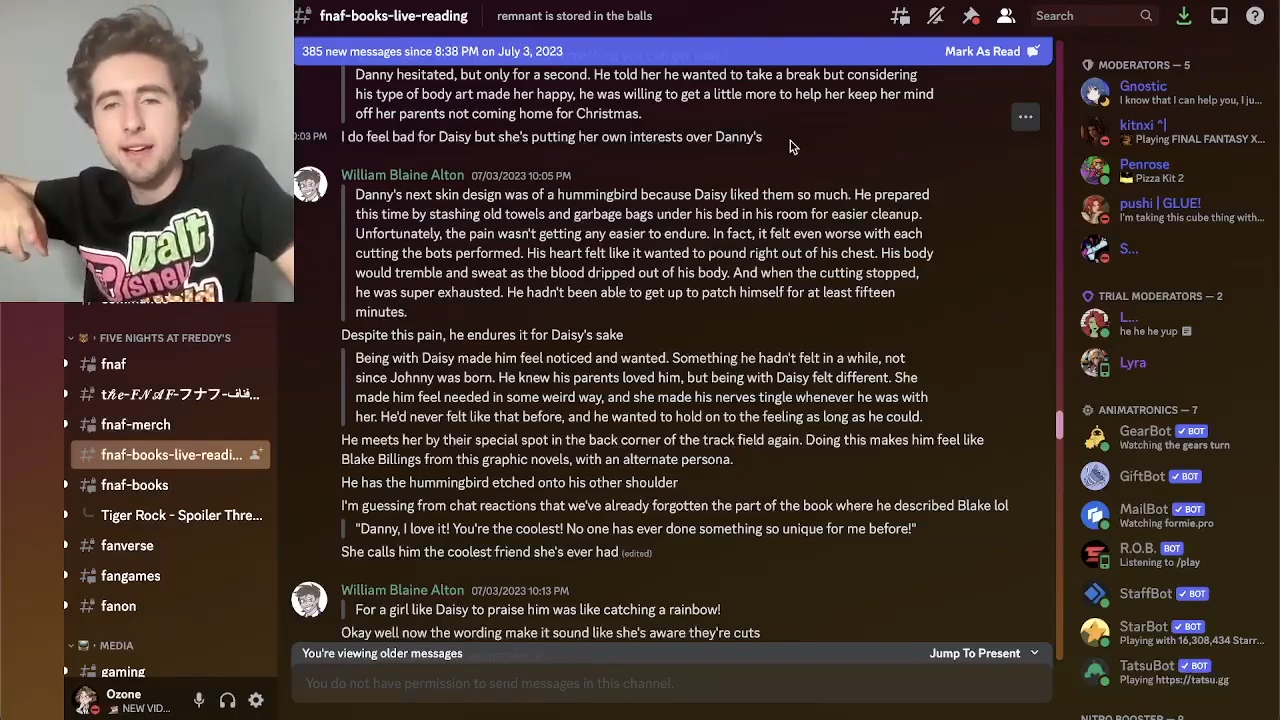 fnaf-books-live-reading
remnant is stored in the balls
Search
385 new messages since 8:38 PM on July 3, 2023
Mark As Read
Danny hesitated, but only for a second. He told her he wanted to take a break but considering
his type of body art made her happy, he was willing to get a little more to help her keep her mind
off her parents not coming home for Christmas.
0:03 PM
I do feel bad for Daisy but she's putting her own interests over Danny's
William Blaine Alton 07/03/2023 10:05 PM
Danny's next skin design was of a hummingbird because Daisy liked them so much. He prepared
this time by stashing old towels and garbage bags under his bed in his room for easier cleanup.
Unfortunately, the pain wasn't getting any easier to endure. In fact, it felt even worse with each
cutting the bots performed. His heart felt like it wanted to pound right out of his chest. His body
would tremble and sweat as the blood dripped out of his body. And when the cutting stopped,
he was super exhausted. He hadn't been able to get up to patch himself for at least fifteen
minutes.
Despite this pain, he endures it for Daisy's sake
Being with Daisy made him feel noticed and wanted. Something he hadn't felt in a while, not
since Johnny was born. He knew his parents loved him, but being with Daisy felt different. She
made him feel needed in some weird way, and she made his nerves tingle whenever he was with
her. He'd never felt like that before, and he wanted to hold on to the feeling as long as he could.
He meets her by their special spot in the back corner of the track field again. Doing this makes him feel like
Blake Billings from this graphic novels, with an alternate persona.
He has the hummingbird etched onto his other shoulder
I'm guessing from chat reactions that we've already forgotten the part of the book where he described Blake lol
"Danny, I love it! You're the coolest! No one has ever done something so unique for me before!"
She calls him the coolest friend she's ever had (edited)
William Blaine Alton 07/03/2023 10:13 PM
For a girl like Daisy to praise him was like catching a rainbow!
Okay well now the wording make it sound like she's aware they're cuts
You're viewing older messages
Jump To Present
You do not have permission to send messages in this channel.
Walt
Disney
FIVE NIGHTS AT FREDDY'S
fnaf
fnaf-merch
fnaf-books-live-readi...
fnaf-books
Tiger Rock - Spoiler Thre...
fanverse
fangames
fanon
MEDIA
gaming
Ozone
NEW VID...
MODERATORS — 5
Gnostic
I know that I can help you, I ju...
kitnxi ^|
Playing FINAL FANTASY X...
Penrose
Pizza Kit 2
pushi | GLUE!
I'm taking this cube thing with...
S...
TRIAL MODERATORS — 2
L...
he he he yup
Lyra
ANIMATRONICS — 7
GearBot ✓ BOT
Watching the gears turn
GiftBot ✓ BOT
MailBot ✓ BOT
Watching formie.pro
R.O.B. BOT
Listening to /play
StaffBot ✓ BOT
StarBot ✓ BOT
Playing with 16,308,434 Starr...
TatsuBot ✓ BOT
Playing https://tatsu.gg